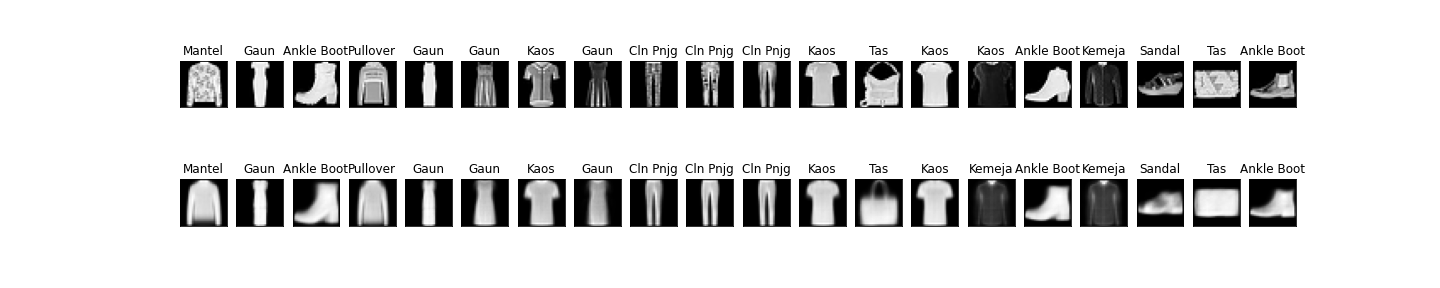 Mantel Gaun Ankle Boot Pullover Gaun Gaun Kaos Gaun Cln Pnjg Cln Pnjg Cln Pnjg Kaos Tas Kaos Kaos Ankle Boot Kemeja Sandal Tas Ankle Boot
Mantel Gaun Ankle Boot Pullover Gaun Gaun Kaos Gaun Cln Pnjg Cln Pnjg Cln Pnjg Kaos Tas Kaos Kemeja Ankle Boot Kemeja Sandal Tas Ankle Boot